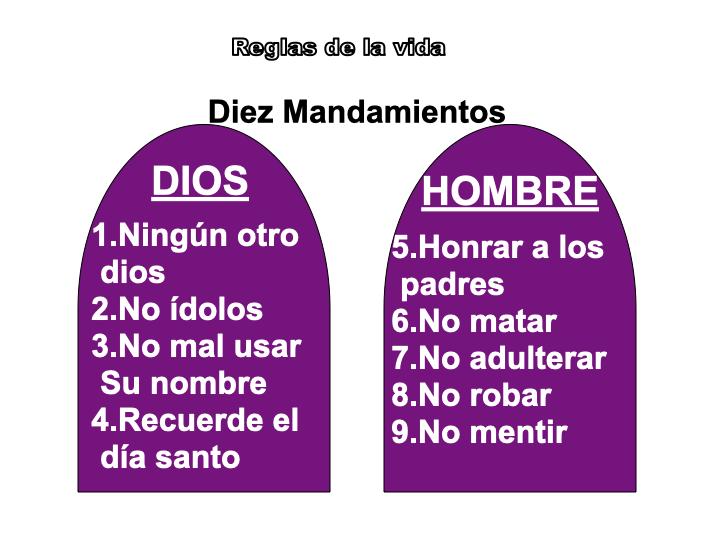 Reglas de la vida
Diez Mandamientos
DIOS
1.Ningún otro
dios
2.No ídolos
3.No mal usar
Su nombre
4.Recuerde el
día santo
HOMBRE
5.Honrar a los
padres
6.No matar
7.No adulterar
8.No robar
9.No mentir